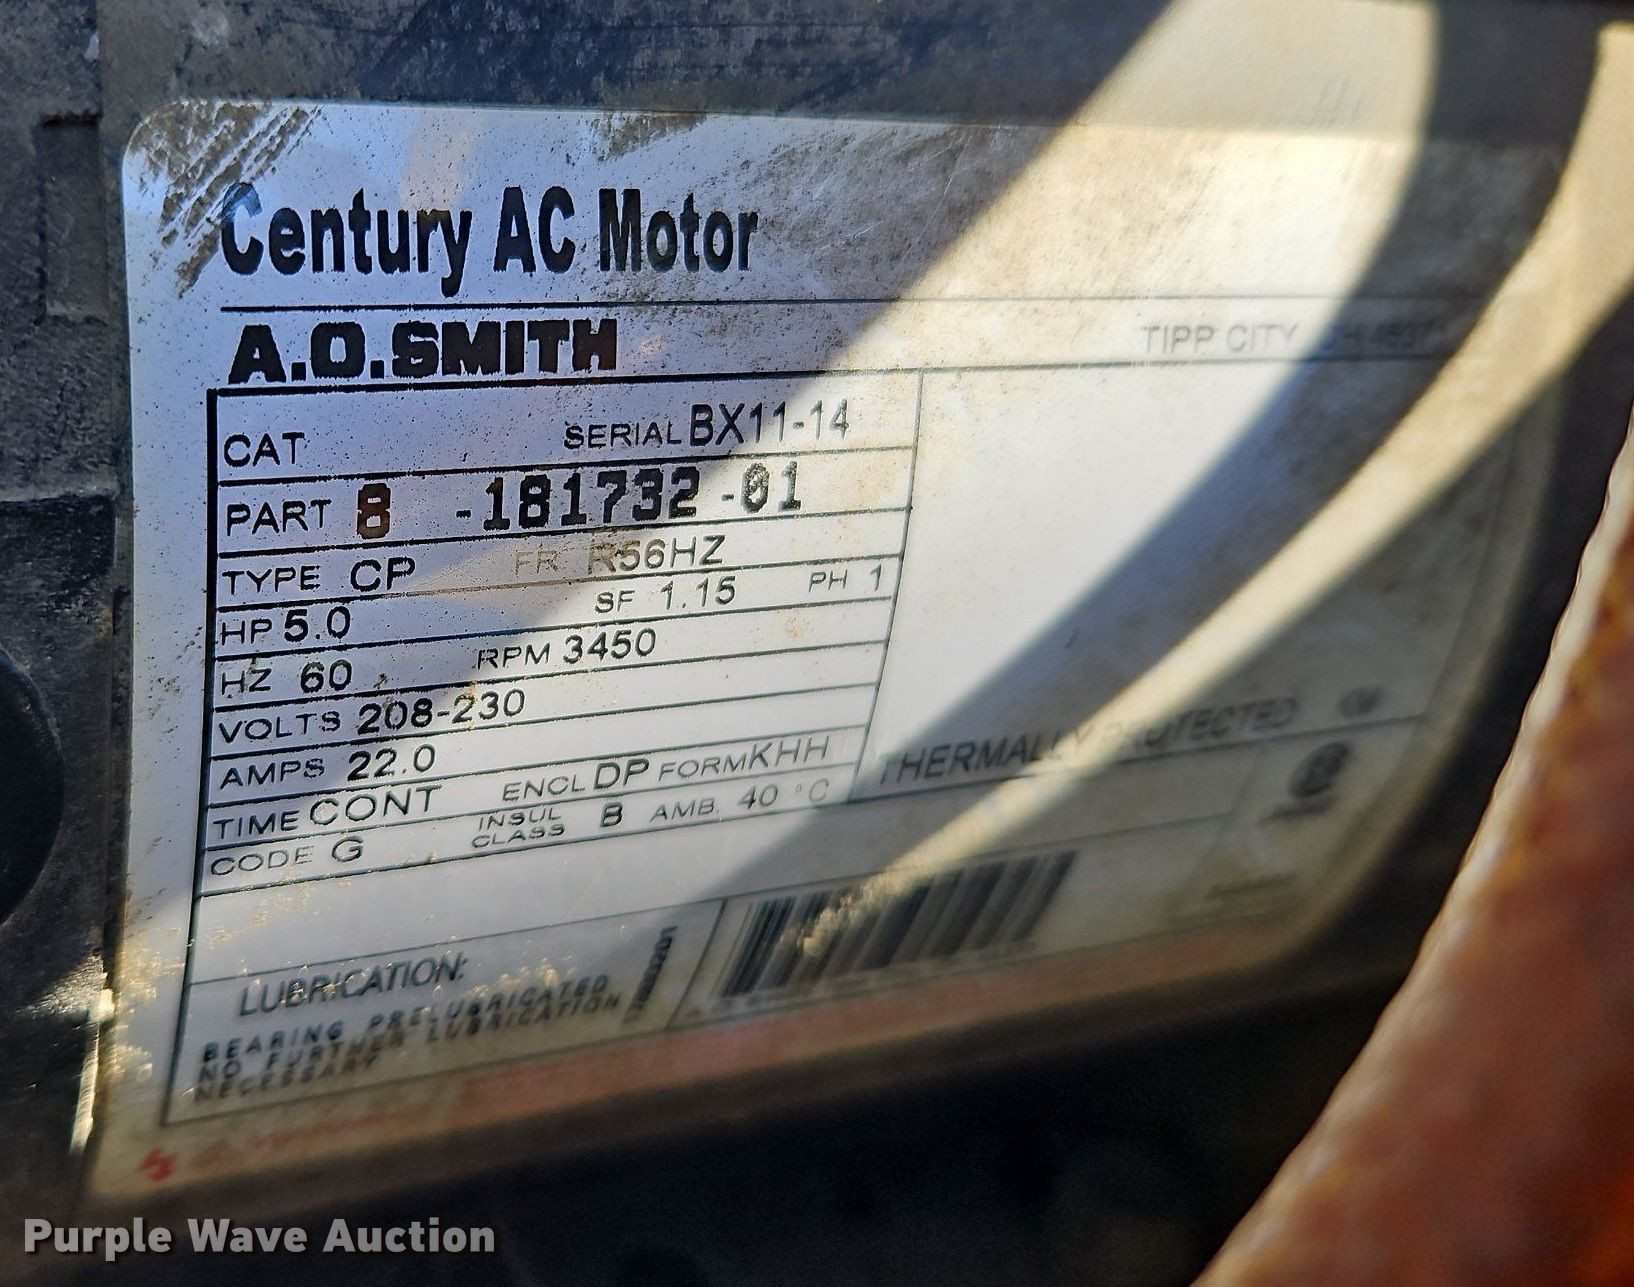 Century AC Motor
A.O.SMITH TIPP CITY
CAT SERIAL BX11-14
PART 8 -181732-01
TYPE CP FR R56HZ
HP 5.0 SF 1.15 PH 1
HZ 60 RPM 3450
VOLTS 208-230
AMPS 22.0
TIME CONT ENCL DP FORM KHH THERMALLY PROTECTED
CODE G INSUL CLASS B AMB. 40 °C
LUBRICATION:
BEARING PRELUBRICATED
NO FURTHER LUBRICATION
NECESSARY
Purple Wave Auction